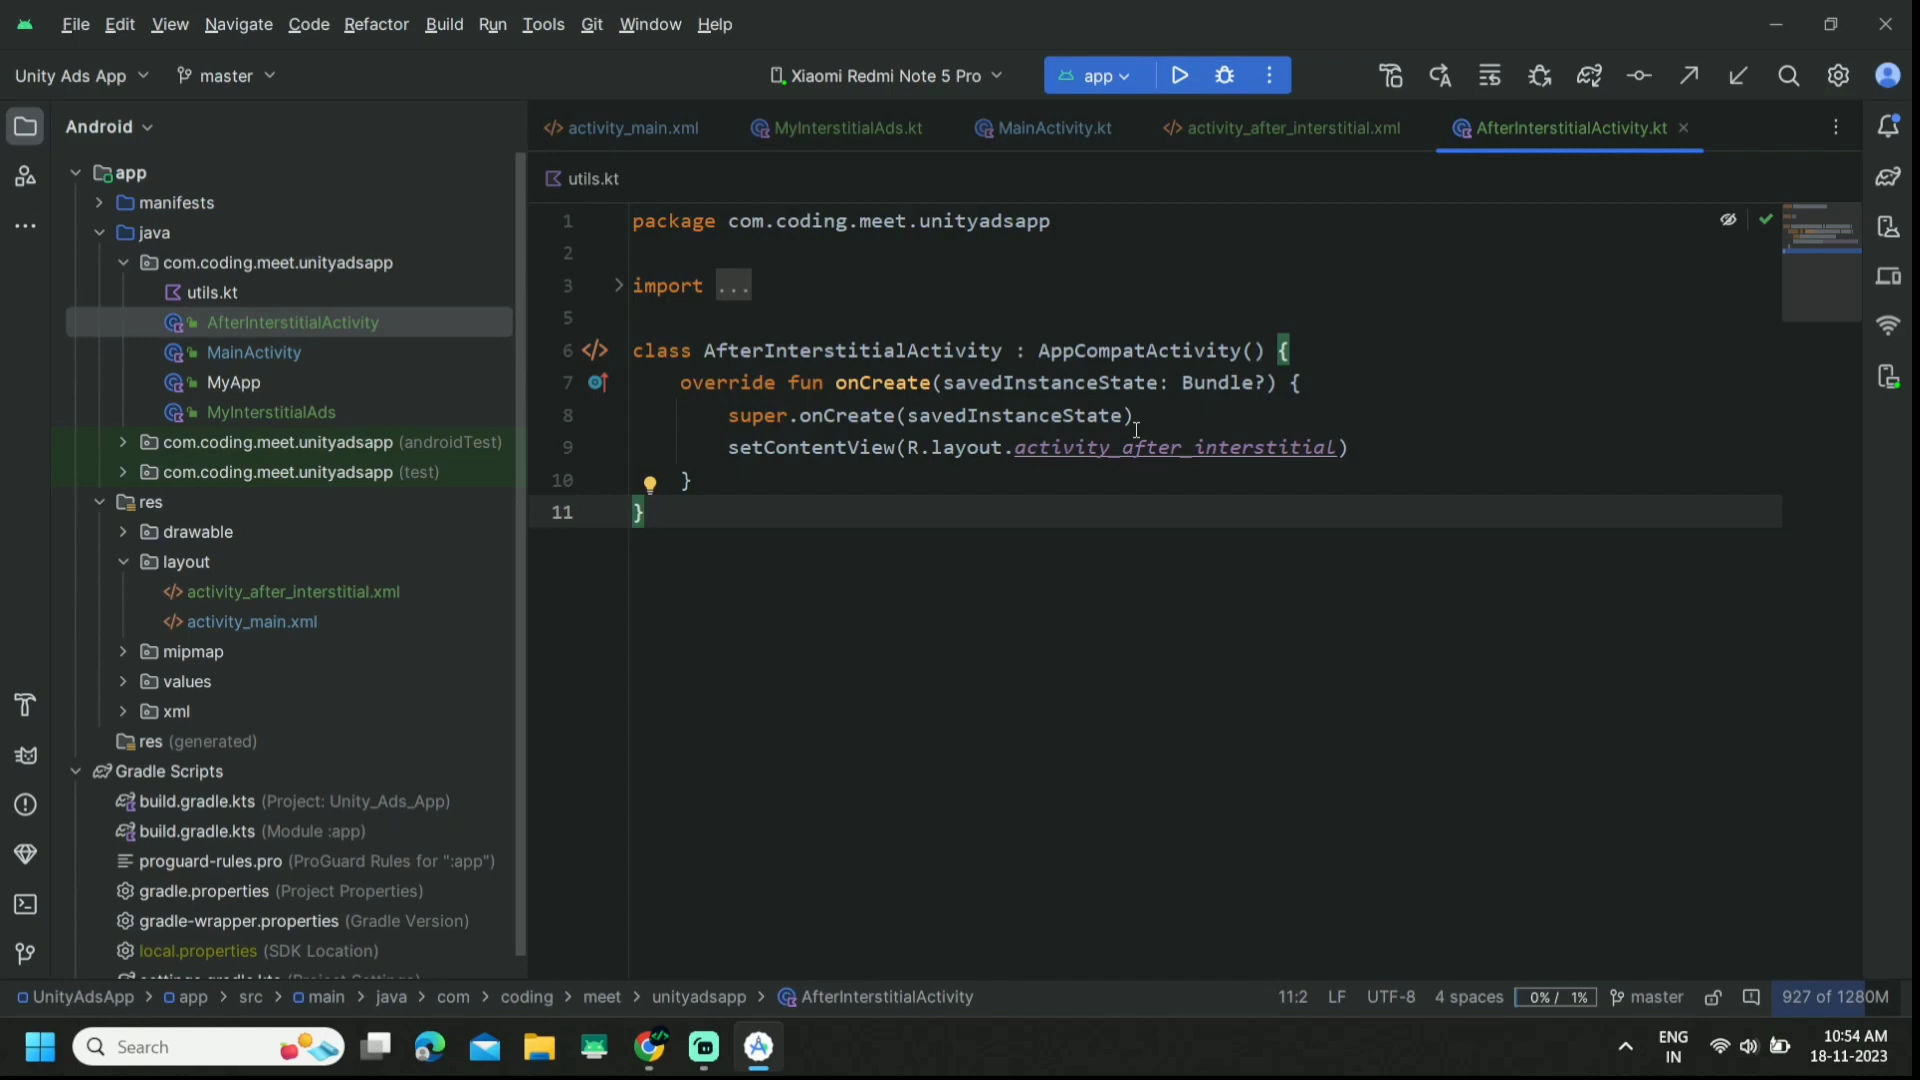 File Edit View Navigate Code Refactor Build Run Tools Git Window Help
Unity Ads App master Xiaomi Redmi Note 5 Pro app
Android
activity_main.xml MyInterstitialAds.kt MainActivity.kt activity_after_interstitial.xml AfterInterstitialActivity.kt
utils.kt
app
manifests
java
com.coding.meet.unityadsapp
utils.kt
AfterInterstitialActivity
MainActivity
MyApp
MyInterstitialAds
com.coding.meet.unityadsapp (androidTest)
com.coding.meet.unityadsapp (test)
res
drawable
layout
activity_after_interstitial.xml
activity_main.xml
mipmap
values
xml
res (generated)
Gradle Scripts
build.gradle.kts (Project: Unity_Ads_App)
build.gradle.kts (Module :app)
proguard-rules.pro (ProGuard Rules for ":app")
gradle.properties (Project Properties)
gradle-wrapper.properties (Gradle Version)
local.properties (SDK Location)
1 package com.coding.meet.unityadsapp
2
3 import ...
5
6 class AfterInterstitialActivity : AppCompatActivity() {
7 override fun onCreate(savedInstanceState: Bundle?) {
8 super.onCreate(savedInstanceState)
9 setContentView(R.layout.activity_after_interstitial)
10 }
11 }
UnityAdsApp > app > src > main > java > com > coding > meet > unityadsapp > AfterInterstitialActivity 11:2 LF UTF-8 4 spaces 0% / 1% master 927 of 1280M
Search
ENG
IN
10:54 AM
18-11-2023